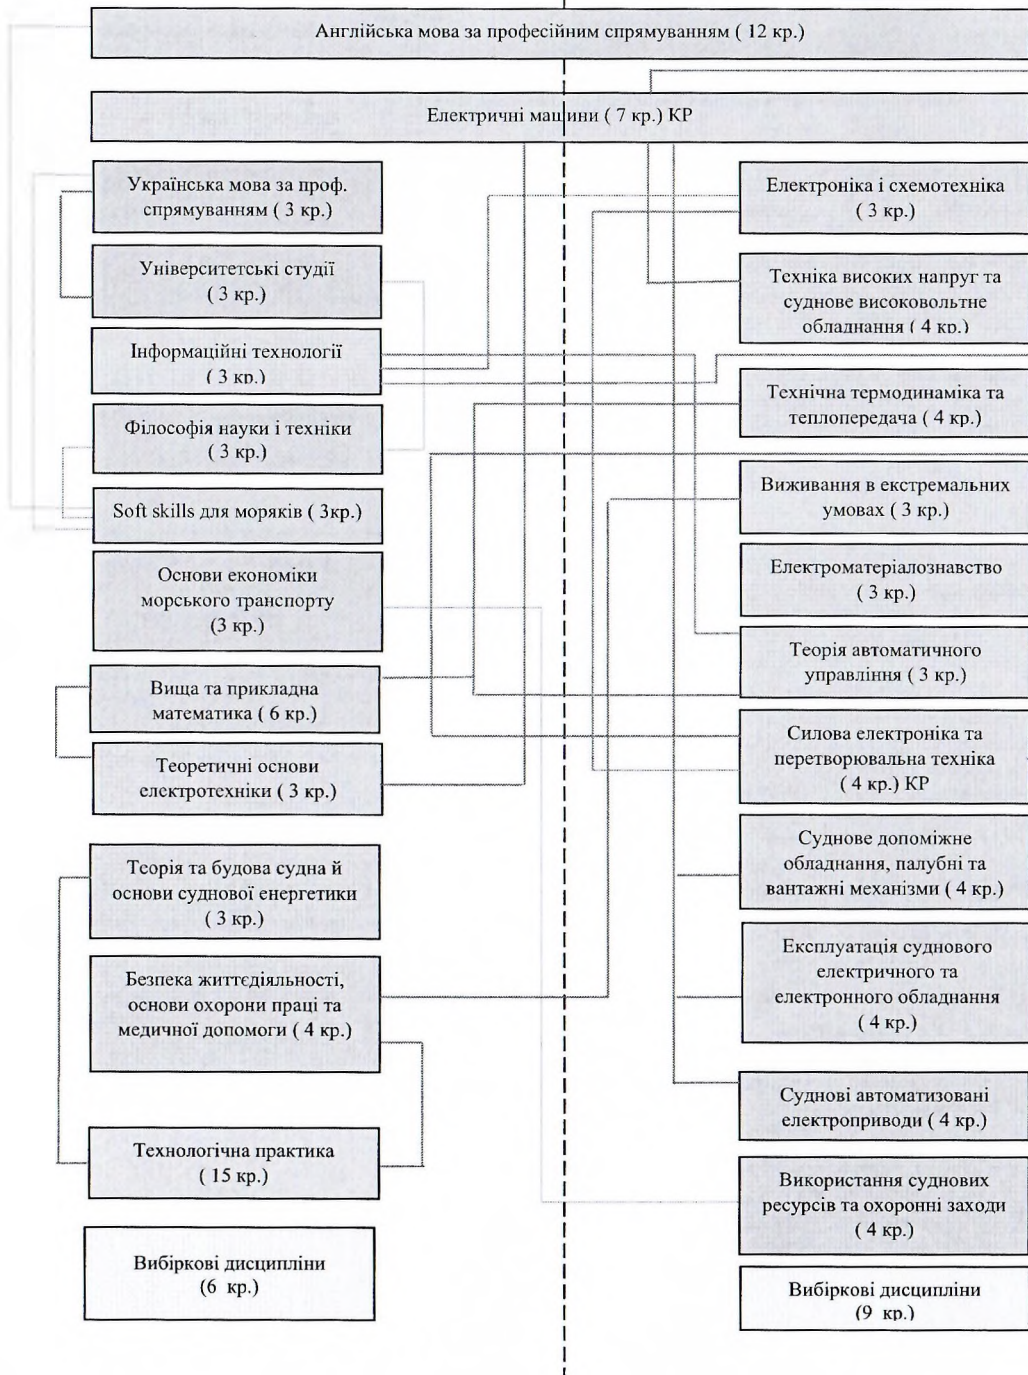 Англійська мова за професійним спрямуванням ( 12 кр.)
Електричні машини ( 7 кр.) КР
Українська мова за проф.
спрямуванням ( 3 кр.)
Університетські студії
( 3 кр.)
Інформаційні технології
( 3 кр.)
Філософія науки і техніки
( 3 кр.)
Soft skills для моряків ( 3кр.)
Основи економіки
морського транспорту
(3 кр.)
Вища та прикладна
математика ( 6 кр.)
Теоретичні основи
електротехніки ( 3 кр.)
Теорія та будова судна й
основи суднової енергетики
( 3 кр.)
Безпека життєдіяльності,
основи охорони праці та
медичної допомоги ( 4 кр.)
Технологічна практика
( 15 кр.)
Вибіркові дисципліни
(6 кр.)
Електроніка і схемотехніка
( 3 кр.)
Техніка високих напруг та
суднове високовольтне
обладнання ( 4 кр.)
Технічна термодинаміка та
теплопередача ( 4 кр.)
Виживання в екстремальних
умовах ( 3 кр.)
Електроматеріалознавство
( 3 кр.)
Теорія автоматичного
управління ( 3 кр.)
Силова електроніка та
перетворювальна техніка
( 4 кр.) КР
Суднове допоміжне
обладнання, палубні та
вантажні механізми ( 4 кр.)
Експлуатація суднового
електричного та
електронного обладнання
( 4 кр.)
Суднові автоматизовані
електроприводи ( 4 кр.)
Використання суднових
ресурсів та охоронні заходи
( 4 кр.)
Вибіркові дисципліни
(9 кр.)